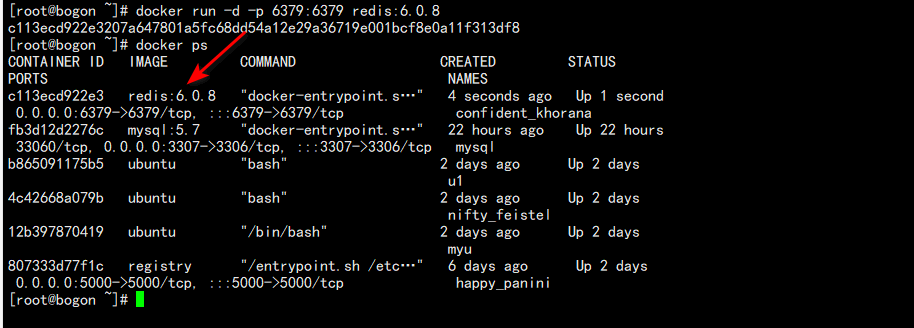 [root@bogon ~]# docker run -d -p 6379:6379 redis:6.0.8
c113ecd922e3207a647801a5fc68dd54a12e29a36719e001bcf8e0a11f313df8
[root@bogon ~]# docker ps
CONTAINER ID   IMAGE         COMMAND                  CREATED         STATUS
PORTS                                                  NAMES
c113ecd922e3   redis:6.0.8   "docker-entrypoint.s…"   4 seconds ago   Up 1 second
 0.0.0.0:6379->6379/tcp, :::6379->6379/tcp              confident_khorana
fb3d12d2276c   mysql:5.7     "docker-entrypoint.s…"   22 hours ago    Up 22 hours
 33060/tcp, 0.0.0.0:3307->3306/tcp, :::3307->3306/tcp   mysql
b865091175b5   ubuntu        "bash"                   2 days ago      Up 2 days
u1
4c42668a079b   ubuntu        "bash"                   2 days ago      Up 2 days
nifty_feistel
12b397870419   ubuntu        "/bin/bash"              2 days ago      Up 2 days
myu
807333d77f1c   registry      "/entrypoint.sh /etc…"   6 days ago      Up 2 days
 0.0.0.0:5000->5000/tcp, :::5000->5000/tcp              happy_panini
[root@bogon ~]#